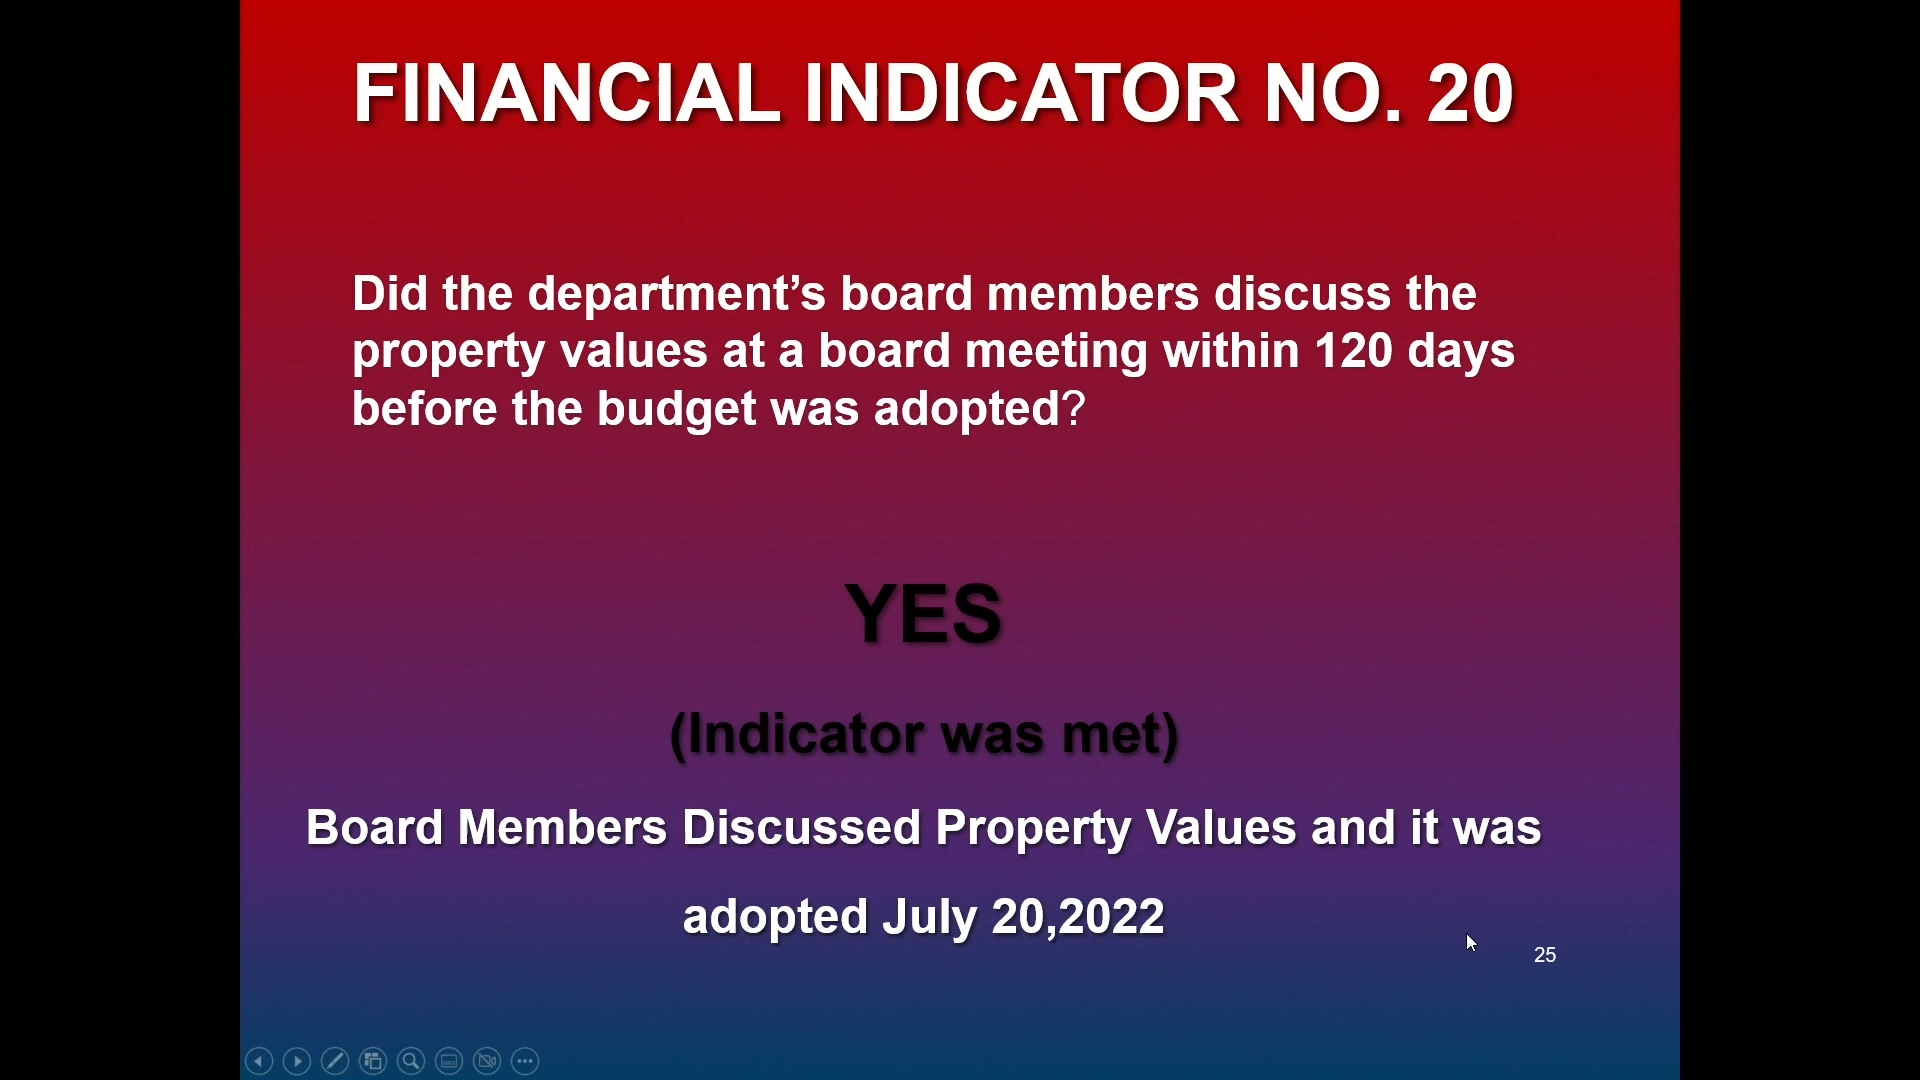 FINANCIAL INDICATOR NO. 20
Did the department’s board members discuss the
property values at a board meeting within 120 days
before the budget was adopted?
YES
(Indicator was met)
Board Members Discussed Property Values and it was
adopted July 20,2022
25